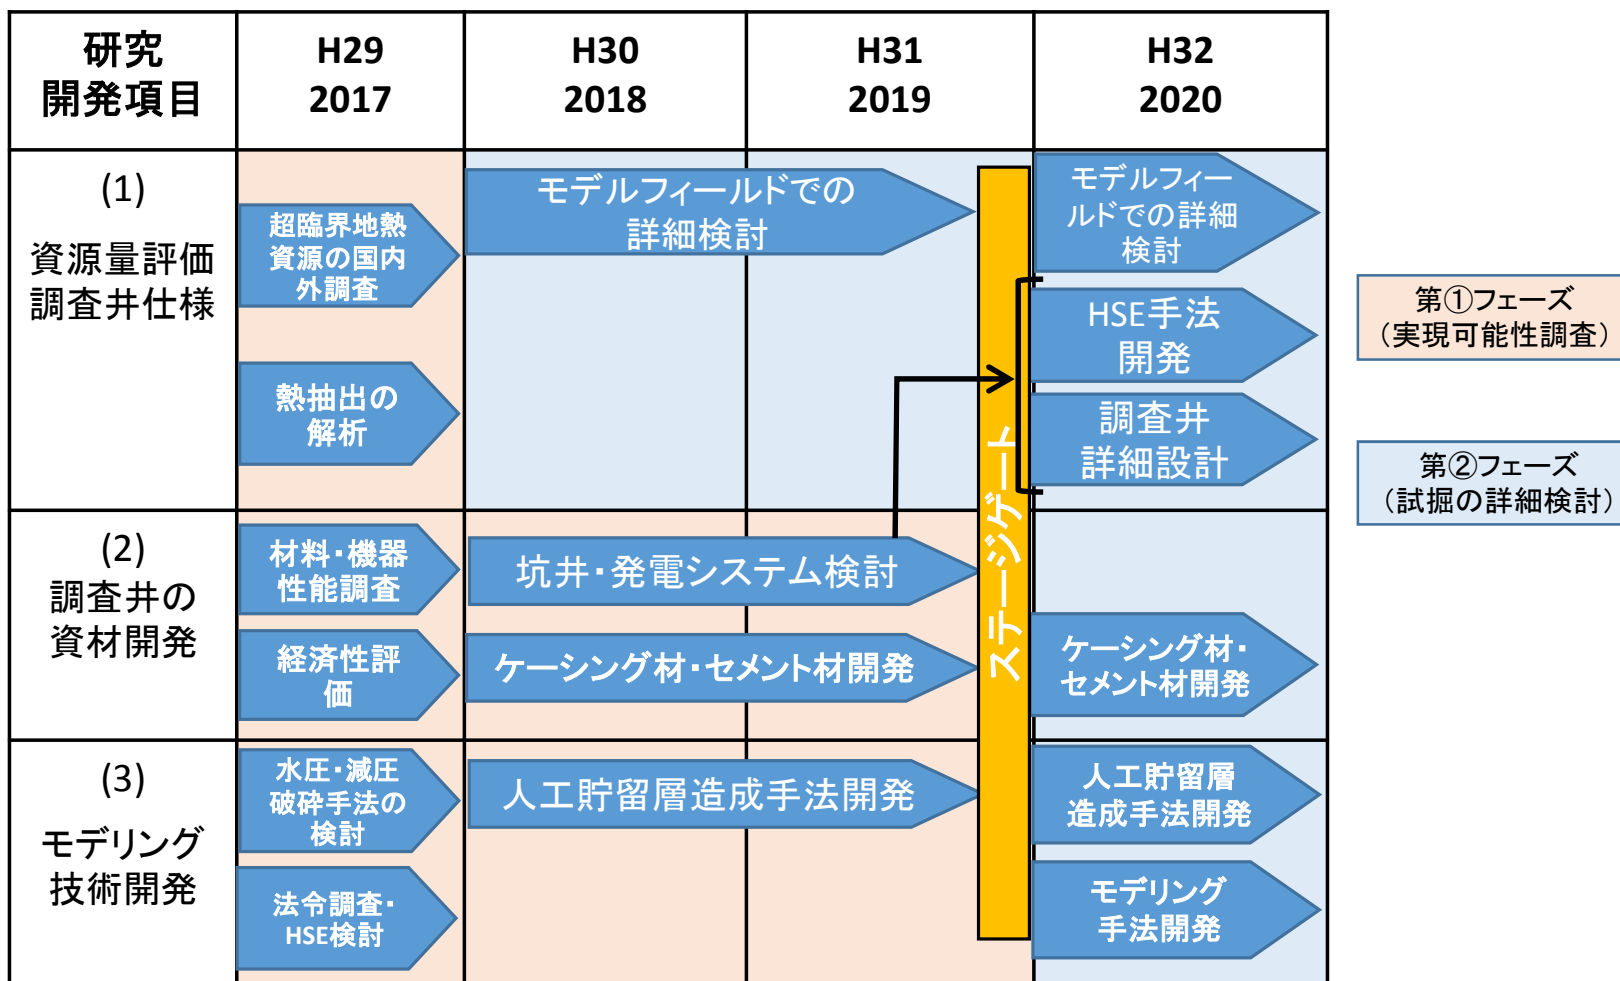 研究
開発項目
H29
2017
H30
2018
H31
2019
H32
2020
(1)
資源量評価
調査井仕様
超臨界地熱
資源の国内
外調査
熱抽出の
解析
モデルフィールドでの
詳細検討
モデルフィー
ルドでの詳細
検討
HSE手法
開発
調査井
詳細設計
ステージゲート
(2)
調査井の
資材開発
材料・機器
性能調査
経済性評
価
坑井・発電システム検討
ケーシング材・セメント材開発
ケーシング材・
セメント材開発
(3)
モデリング
技術開発
水圧・減圧
破砕手法の
検討
法令調査・
HSE検討
人工貯留層造成手法開発
人工貯留層
造成手法開発
モデリング
手法開発
第①フェーズ
（実現可能性調査）
第②フェーズ
（試掘の詳細検討）